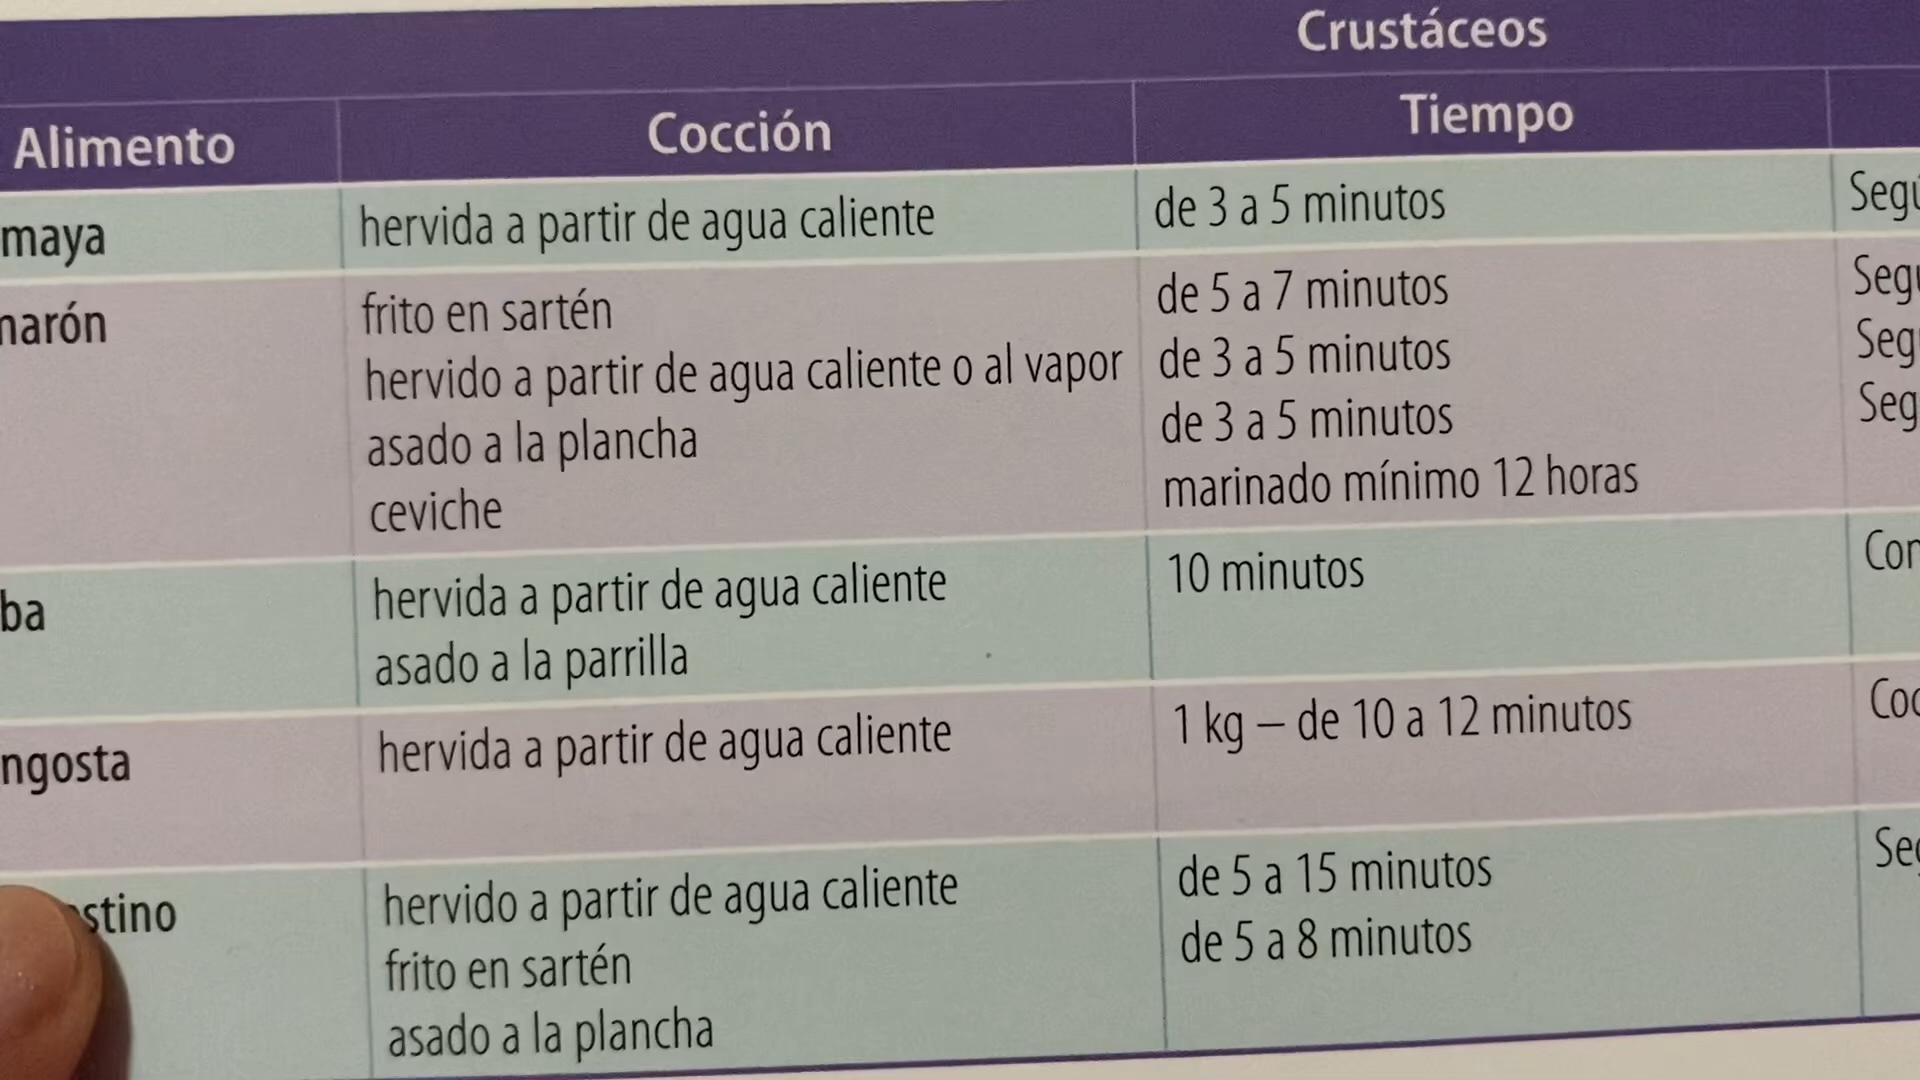 Crustáceos
Alimento Cocción Tiempo
maya hervida a partir de agua caliente de 3 a 5 minutos
marón frito en sartén de 5 a 7 minutos
hervido a partir de agua caliente o al vapor de 3 a 5 minutos
asado a la plancha de 3 a 5 minutos
ceviche marinado mínimo 12 horas
ba hervida a partir de agua caliente 10 minutos
asado a la parrilla
ngosta hervida a partir de agua caliente 1 kg – de 10 a 12 minutos
stino hervido a partir de agua caliente de 5 a 15 minutos
frito en sartén de 5 a 8 minutos
asado a la plancha